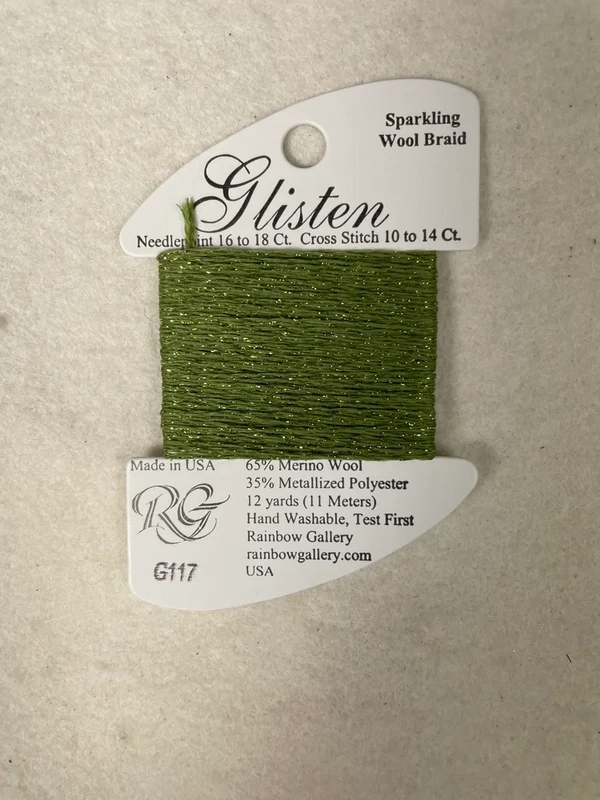 Sparkling
Wool Braid
Glisten
Needlepoint 16 to 18 Ct. Cross Stitch 10 to 14 Ct.
Made in USA
65% Merino Wool
35% Metallized Polyester
12 yards (11 Meters)
Hand Washable, Test First
Rainbow Gallery
rainbowgallery.com
USA
RG
G117